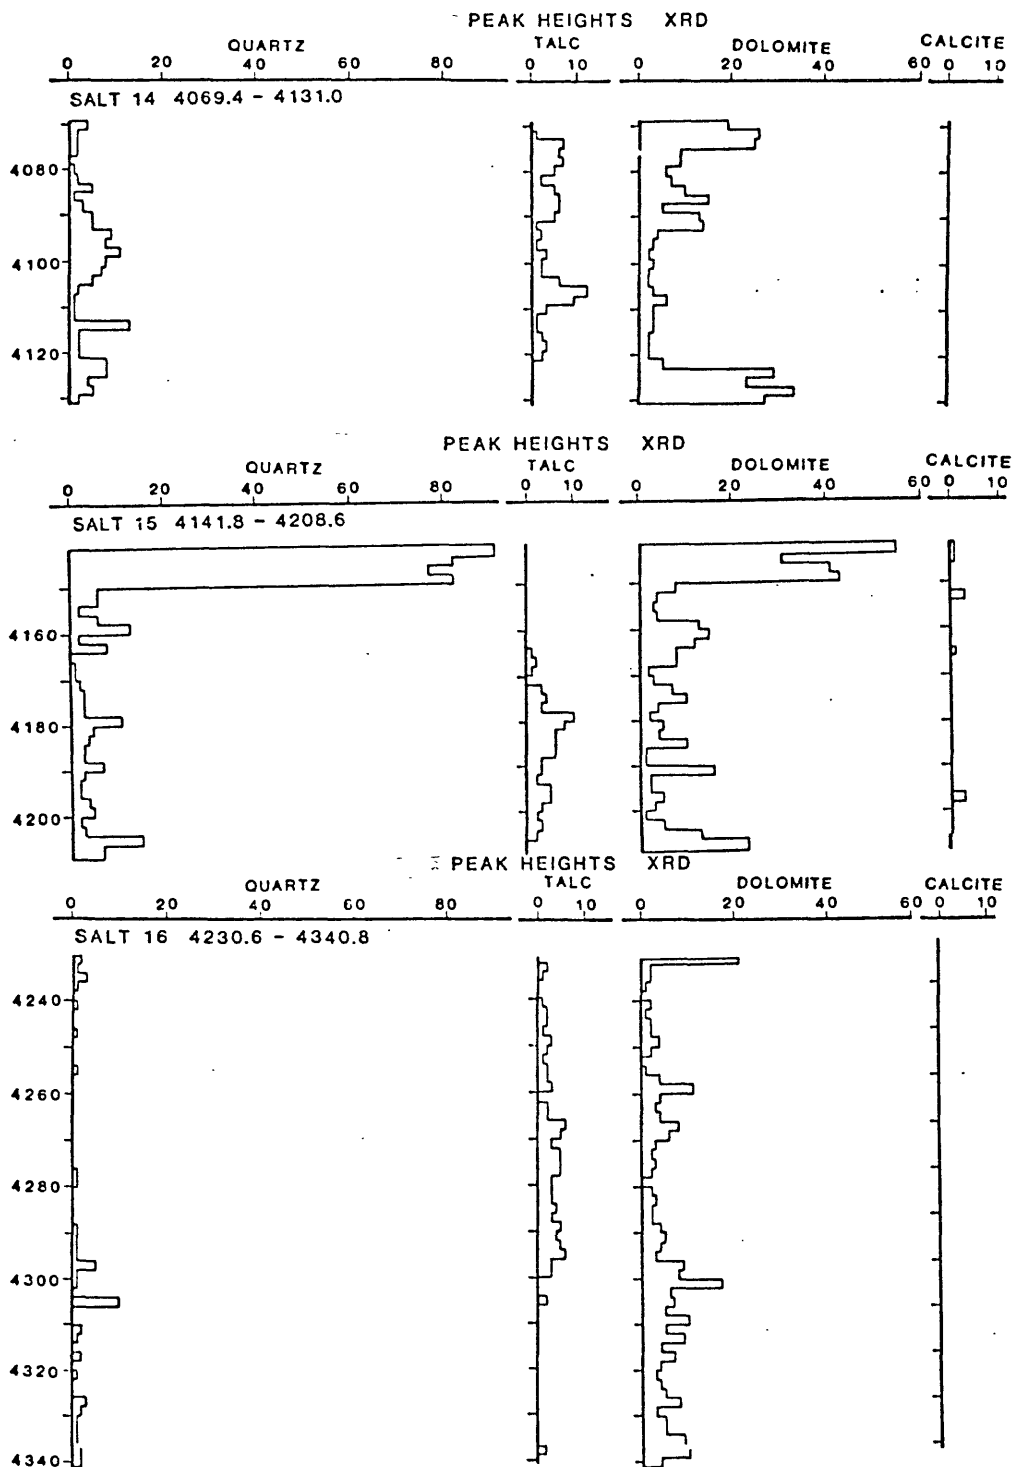 PEAK HEIGHTS XRD
QUARTZ TALC DOLOMITE CALCITE
0 20 40 60 80 0 10 0 20 40 60 0 10
SALT 14 4069.4 - 4131.0
4080
4100
4120
PEAK HEIGHTS XRD
QUARTZ TALC DOLOMITE CALCITE
0 20 40 60 80 0 10 0 20 40 60 0 10
SALT 15 4141.8 - 4208.6
4160
4180
4200
PEAK HEIGHTS XRD
QUARTZ TALC DOLOMITE CALCITE
0 20 40 60 80 0 10 0 20 40 60 0 10
SALT 16 4230.6 - 4340.8
4240
4260
4280
4300
4320
4340